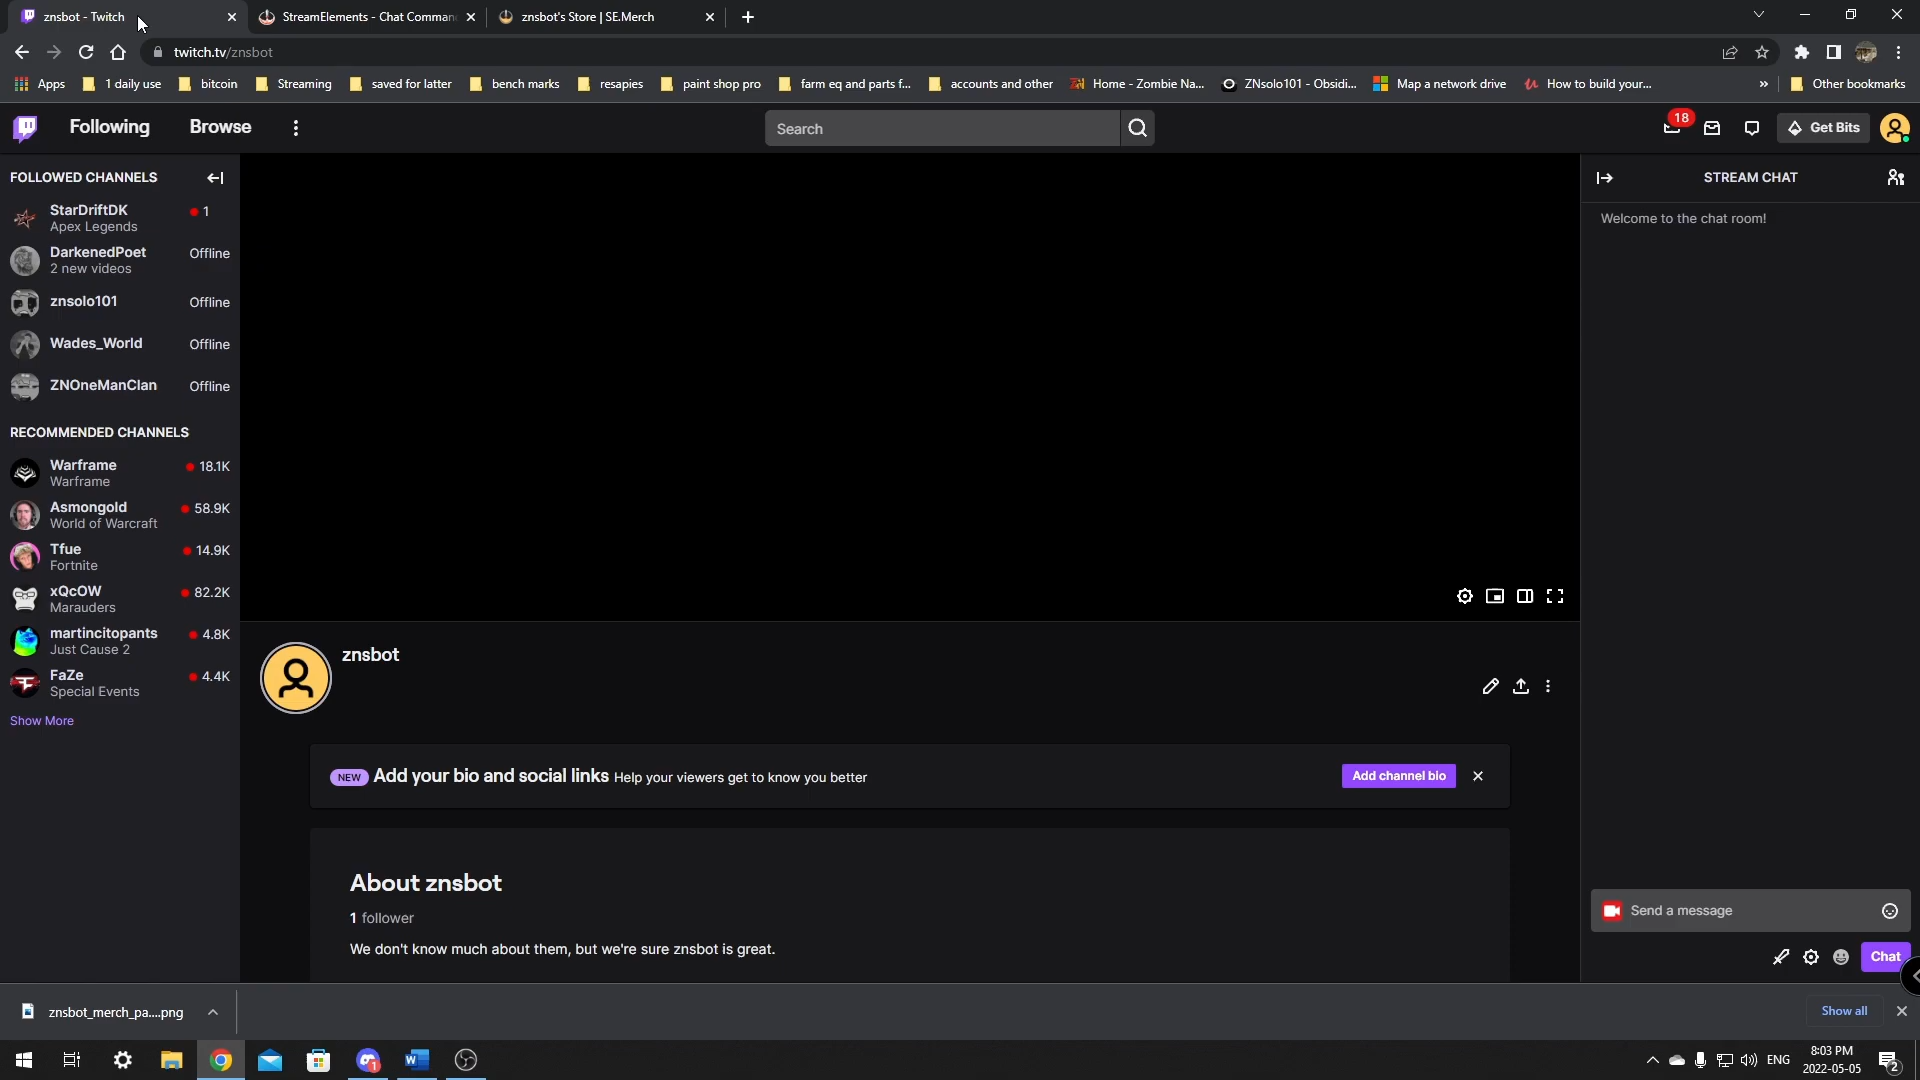 znsbot - Twitch
StreamElements - Chat Comman
znsbot's Store | SE.Merch
twitch.tv/znsbot
Apps
1 daily use
bitcoin
Streaming
saved for latter
bench marks
resapies
paint shop pro
farm eq and parts f...
accounts and other
Home - Zombie Na...
ZNsolo101 - Obsidi...
Map a network drive
How to build your...
»
Other bookmarks
Following
Browse
Search
18
Get Bits
FOLLOWED CHANNELS
StarDriftDK
1
Apex Legends
DarkenedPoet
Offline
2 new videos
znsolo101
Offline
Wades_World
Offline
ZNOneManClan
Offline
RECOMMENDED CHANNELS
Warframe
18.1K
Warframe
Asmongold
58.9K
World of Warcraft
Tfue
14.9K
Fortnite
xQcOW
82.2K
Marauders
martincitopants
4.8K
Just Cause 2
FaZe
4.4K
Special Events
Show More
znsbot
NEW Add your bio and social links Help your viewers get to know you better
Add channel bio
About znsbot
1 follower
We don't know much about them, but we're sure znsbot is great.
STREAM CHAT
Welcome to the chat room!
Send a message
Chat
znsbot_merch_pa....png
Show all
1
ENG
8:03 PM
2022-05-05
2